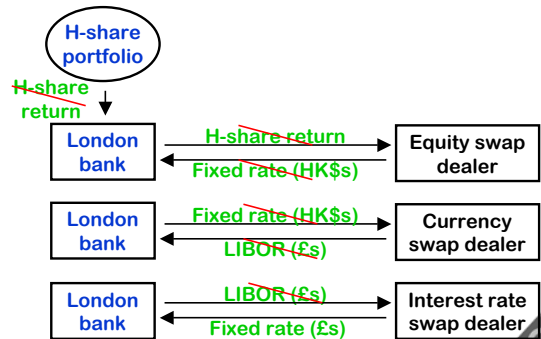 H-share
portfolio
H-share
return
London
bank
H-share return
Fixed rate (HK$s)
Equity swap
dealer
London
bank
Fixed rate (HK$s)
LIBOR (£s)
Currency
swap dealer
London
bank
LIBOR (£s)
Fixed rate (£s)
Interest rate
swap dealer